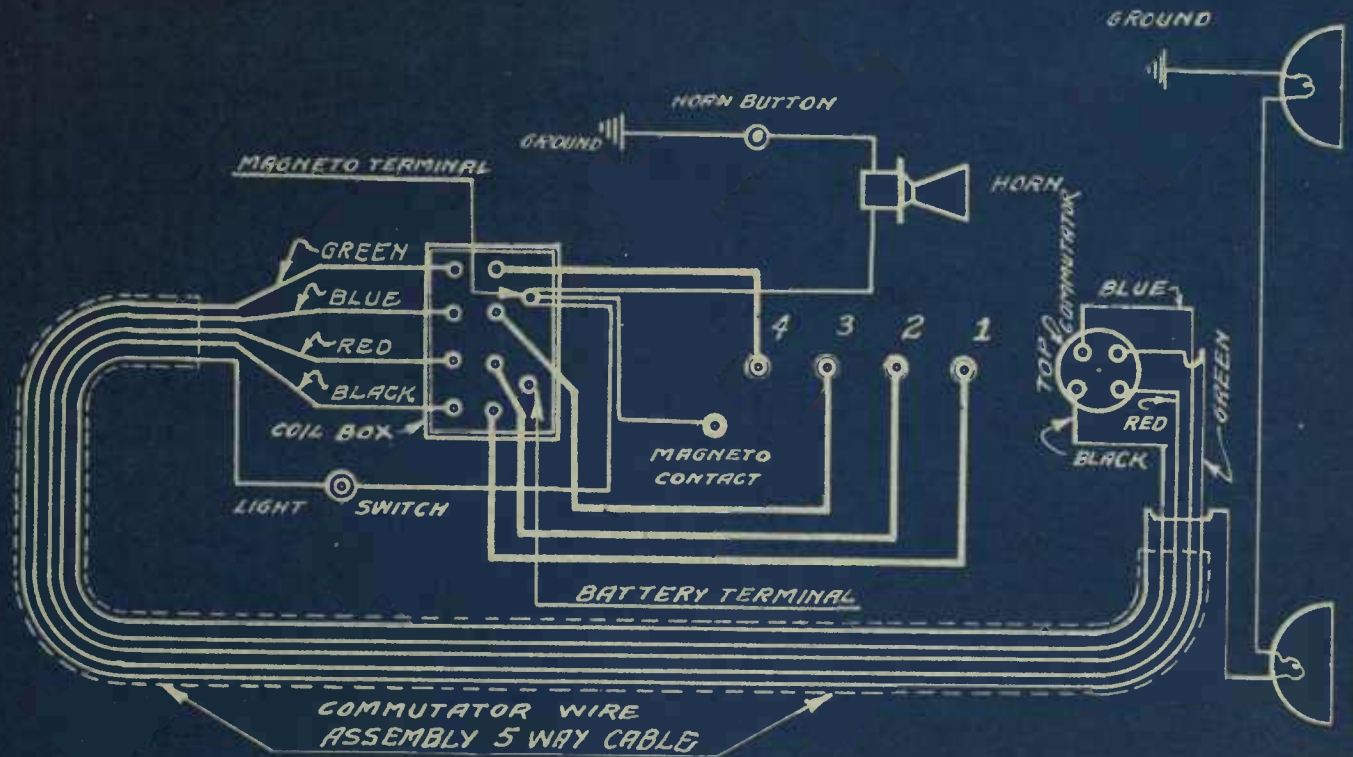 GROUND
HORN BUTTON
GROUND
MAGNETO TERMINAL
HORN
TOP OF COMMUTATOR
GREEN
BLUE
RED
BLACK
COIL BOX
BLUE
GREEN
RED
BLACK
4 3 2 1
MAGNETO
CONTACT
LIGHT SWITCH
BATTERY TERMINAL
COMMUTATOR WIRE
ASSEMBLY 5 WAY CABLE